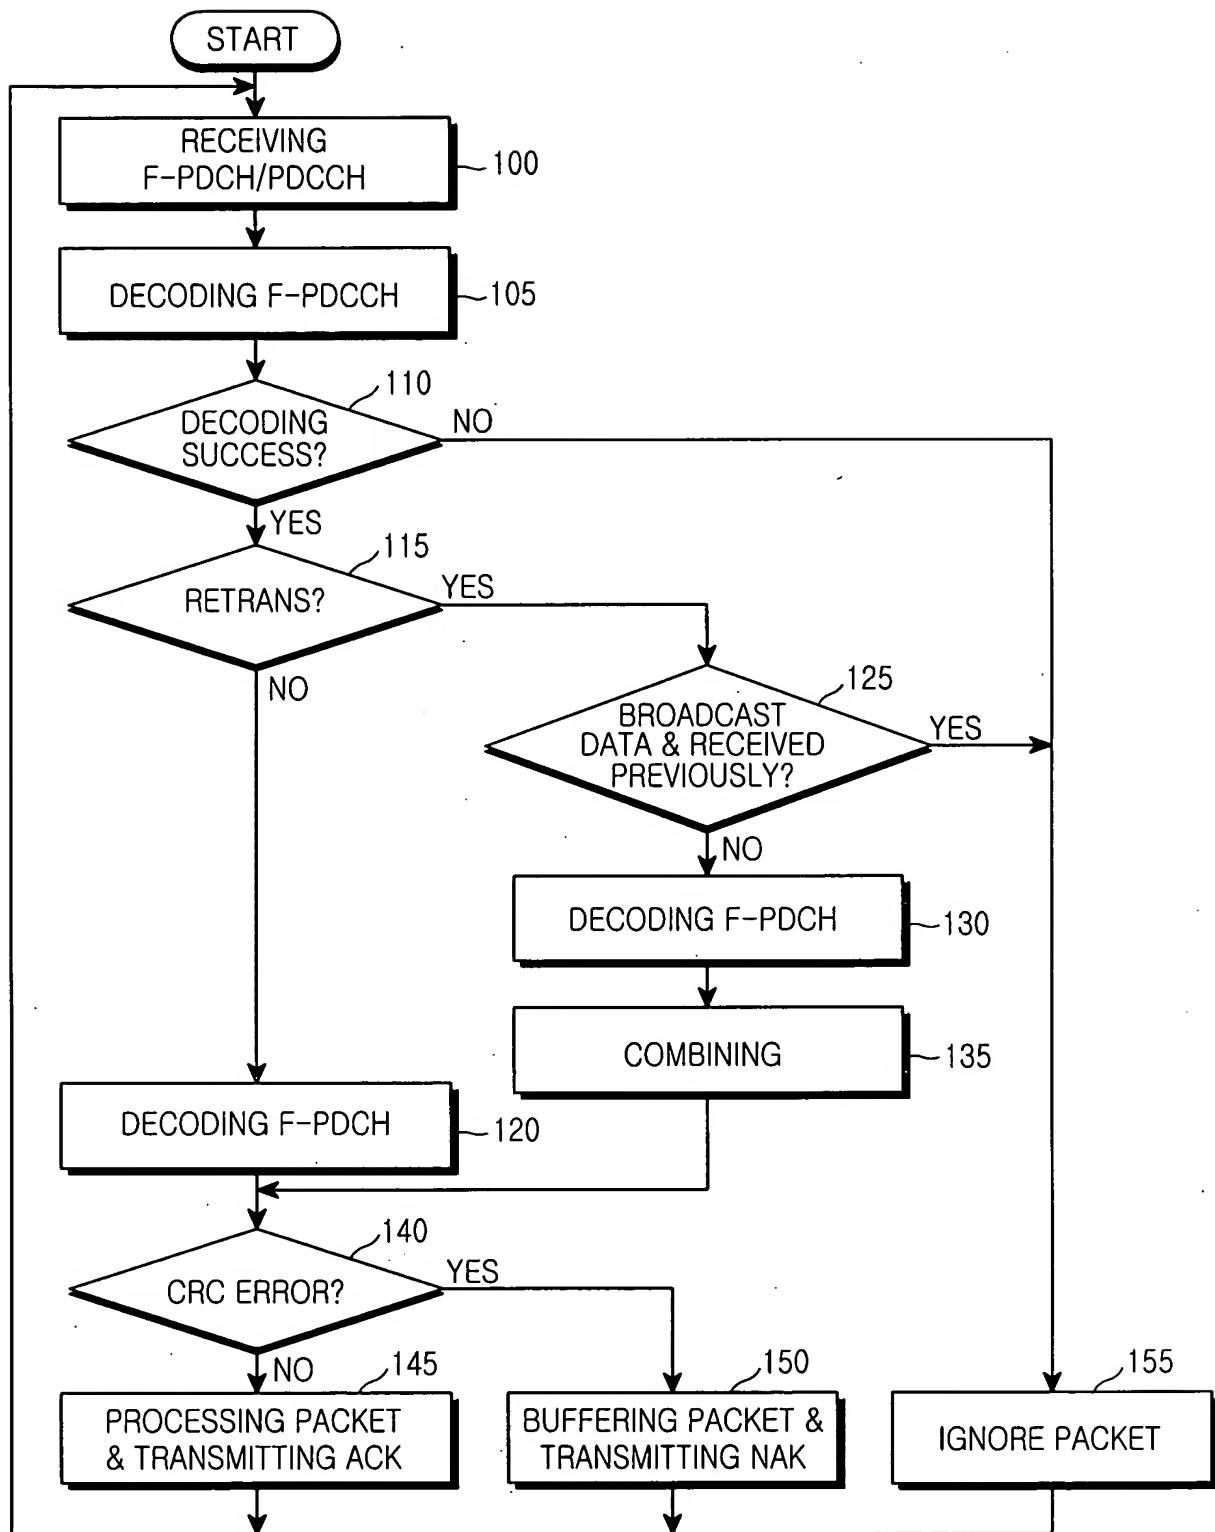 START
RECEIVING
F-PDCH/PDCCH
100
DECODING F-PDCCH
105
110
DECODING
SUCCESS?
NO
YES
115
RETRANS?
YES
NO
125
BROADCAST
DATA & RECEIVED
PREVIOUSLY?
YES
NO
DECODING F-PDCH
130
COMBINING
135
DECODING F-PDCH
120
140
CRC ERROR?
YES
NO
145
PROCESSING PACKET
& TRANSMITTING ACK
150
BUFFERING PACKET &
TRANSMITTING NAK
155
IGNORE PACKET